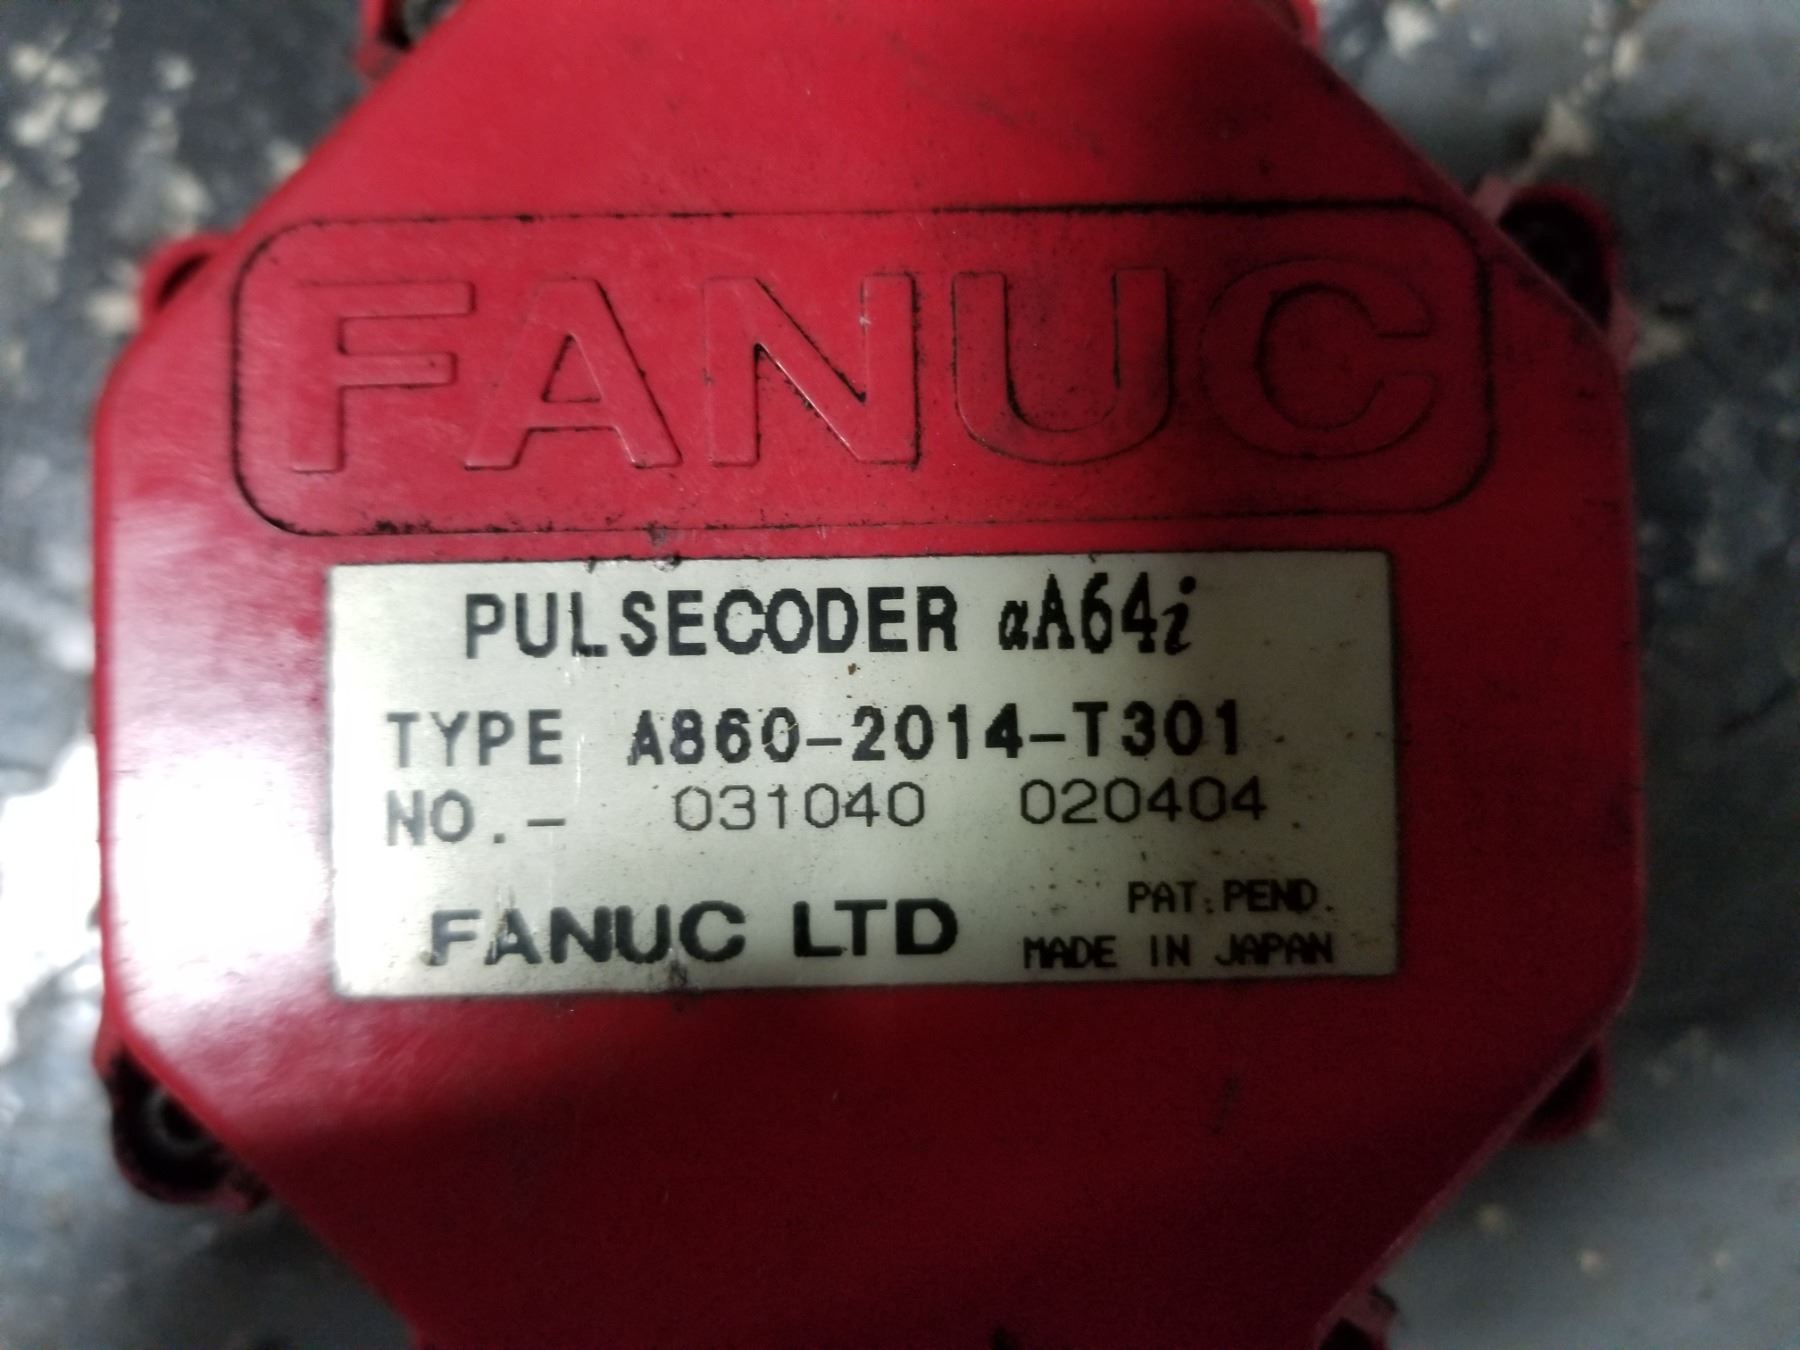 FANUC
PULSECODER αA64i
TYPE A860-2014-T301
NO.- 031040 020404
FANUC LTD
PAT.PEND.
MADE IN JAPAN